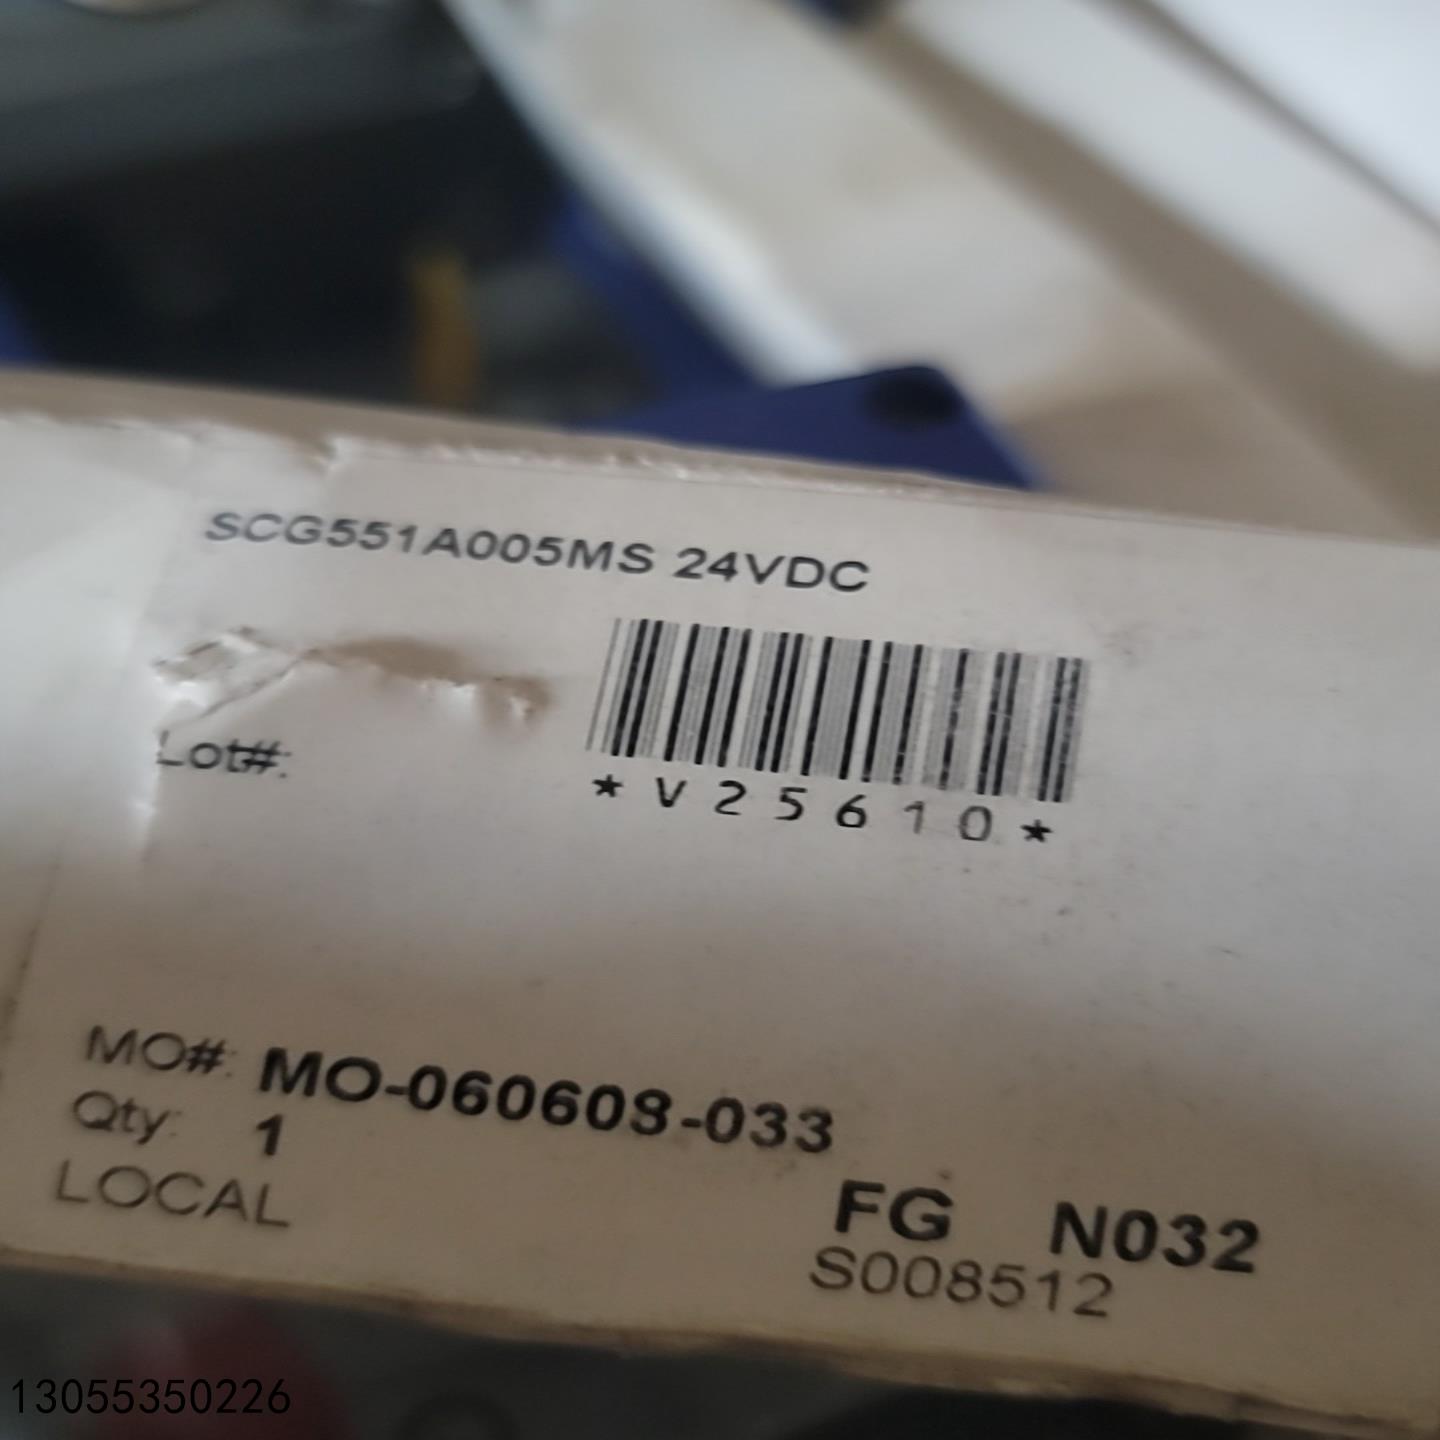 SCG551A005MS 24VDC
*V25610*
Lot#:
MO#: MO-060608-033
Qty: 1
LOCAL
FG N032
S008512
13055350226